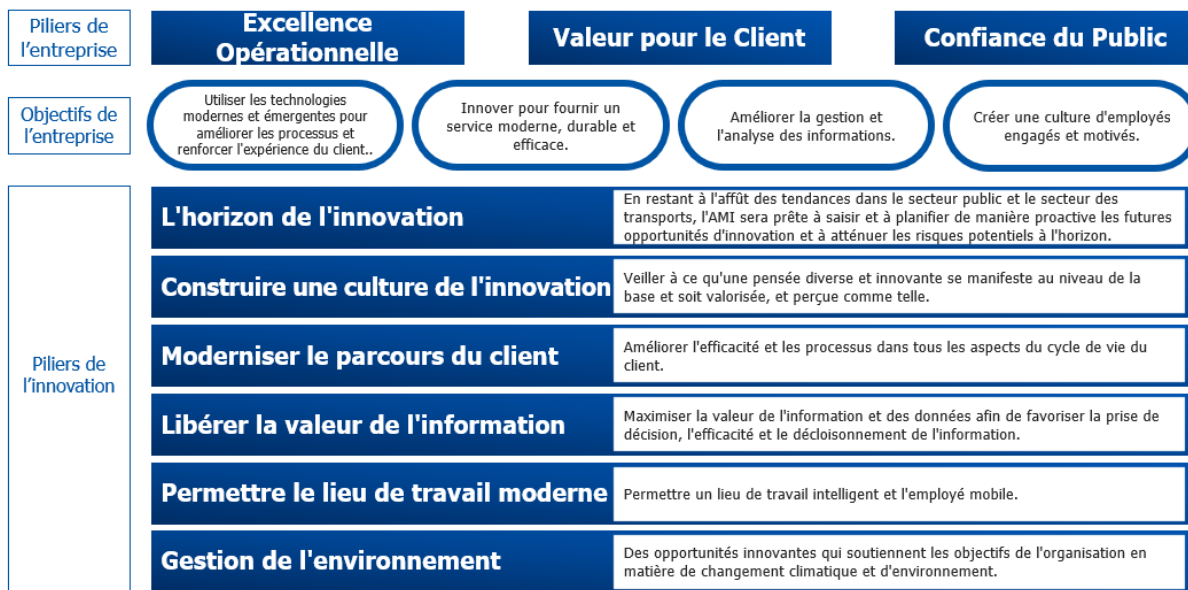 Piliers de
l'entreprise
Excellence
Opérationnelle
Valeur pour le Client
Confiance du Public
Objectifs de
l'entreprise
Utiliser les technologies
modernes et émergentes pour
améliorer les processus et
renforcer l'expérience du client..
Innover pour fournir un
service moderne, durable et
efficace.
Améliorer la gestion et
l'analyse des informations.
Créer une culture d'employés
engagés et motivés.
Piliers de
l'innovation
L'horizon de l'innovation
En restant à l'affût des tendances dans le secteur public et le secteur des
transports, l'AMI sera prête à saisir et à planifier de manière proactive les futures
opportunités d'innovation et à atténuer les risques potentiels à l'horizon.
Construire une culture de l'innovation
Veiller à ce qu'une pensée diverse et innovante se manifeste au niveau de la
base et soit valorisée, et perçue comme telle.
Moderniser le parcours du client
Améliorer l'efficacité et les processus dans tous les aspects du cycle de vie du
client.
Libérer la valeur de l'information
Maximiser la valeur de l'information et des données afin de favoriser la prise de
décision, l'efficacité et le décloisonnement de l'information.
Permettre le lieu de travail moderne
Permettre un lieu de travail intelligent et l'employé mobile.
Gestion de l'environnement
Des opportunités innovantes qui soutiennent les objectifs de l'organisation en
matière de changement climatique et d'environnement.